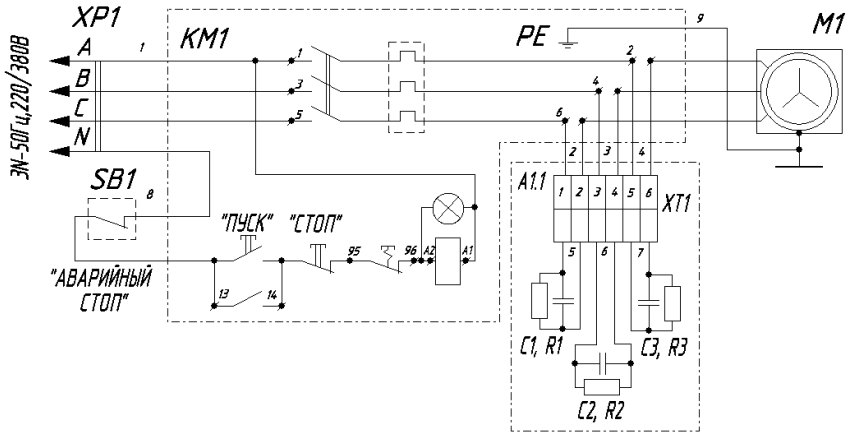 XP1
KM1
PE
9
M1
3N-50Гц,220/380В
A
1
B
C
N
1
3
5
2
4
6
2
3
4
SB1
8
"АВАРИЙНЫЙ
СТОП"
"ПУСК"
"СТОП"
13
14
95
96
A2
A1
A1.1
1
2
3
4
5
6
XT1
5
6
7
C1, R1
C2, R2
C3, R3